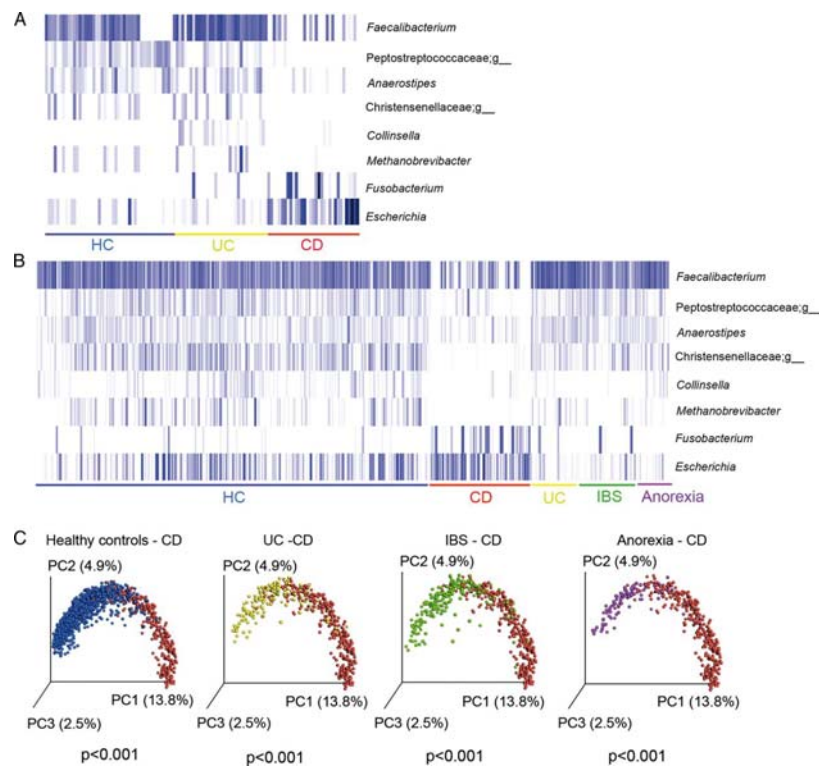 A
Faecalibacterium
Peptostreptococcaceae;g__
Anaerostipes
Christensenellaceae;g__
Collinsella
Methanobrevibacter
Fusobacterium
Escherichia
HC UC CD
B
Faecalibacterium
Peptostreptococcaceae;g__
Anaerostipes
Christensenellaceae;g__
Collinsella
Methanobrevibacter
Fusobacterium
Escherichia
HC CD UC IBS Anorexia
C
Healthy controls - CD UC -CD IBS - CD Anorexia - CD
PC2 (4.9%) PC2 (4.9%) PC2 (4.9%) PC2 (4.9%)
PC1 (13.8%) PC1 (13.8%) PC1 (13.8%) PC1 (13.8%)
PC3 (2.5%) PC3 (2.5%) PC3 (2.5%) PC3 (2.5%)
p<0.001 p<0.001 p<0.001 p<0.001